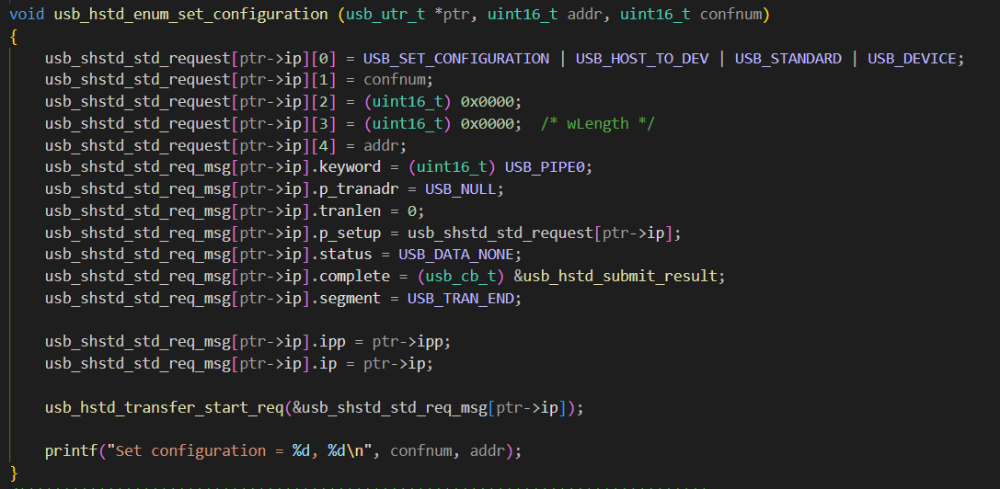 void usb_hstd_enum_set_configuration (usb_utr_t *ptr, uint16_t addr, uint16_t confnum)
{
    usb_shstd_std_request[ptr->ip][0] = USB_SET_CONFIGURATION | USB_HOST_TO_DEV | USB_STANDARD | USB_DEVICE;
    usb_shstd_std_request[ptr->ip][1] = confnum;
    usb_shstd_std_request[ptr->ip][2] = (uint16_t) 0x0000;
    usb_shstd_std_request[ptr->ip][3] = (uint16_t) 0x0000;  /* wLength */
    usb_shstd_std_request[ptr->ip][4] = addr;
    usb_shstd_std_req_msg[ptr->ip].keyword = (uint16_t) USB_PIPE0;
    usb_shstd_std_req_msg[ptr->ip].p_tranadr = USB_NULL;
    usb_shstd_std_req_msg[ptr->ip].tranlen = 0;
    usb_shstd_std_req_msg[ptr->ip].p_setup = usb_shstd_std_request[ptr->ip];
    usb_shstd_std_req_msg[ptr->ip].status = USB_DATA_NONE;
    usb_shstd_std_req_msg[ptr->ip].complete = (usb_cb_t) &usb_hstd_submit_result;
    usb_shstd_std_req_msg[ptr->ip].segment = USB_TRAN_END;

    usb_shstd_std_req_msg[ptr->ip].ipp = ptr->ipp;
    usb_shstd_std_req_msg[ptr->ip].ip = ptr->ip;

    usb_hstd_transfer_start_req(&usb_shstd_std_req_msg[ptr->ip]);

    printf("Set configuration = %d, %d\n", confnum, addr);
}